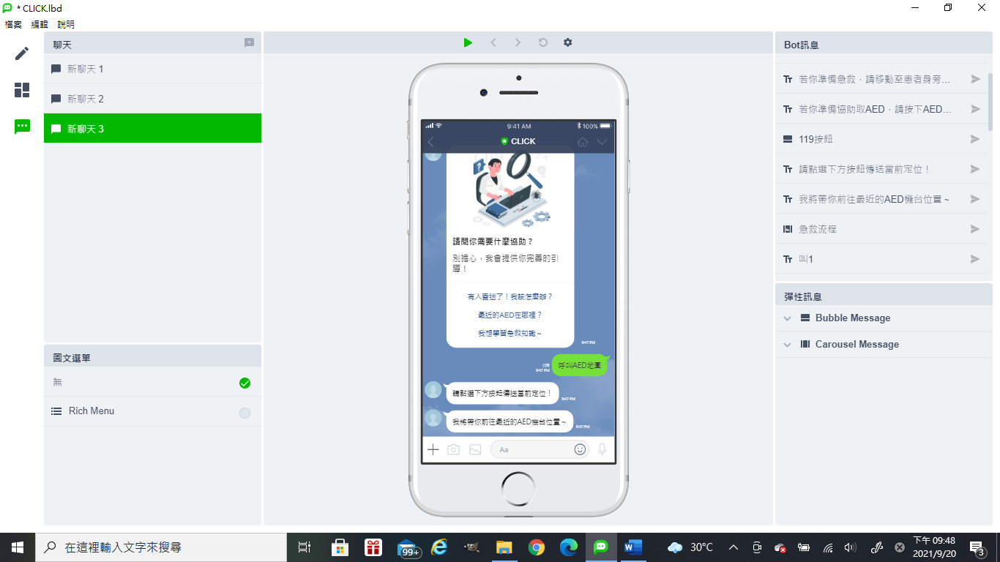 * CLICK.lbd
檔案 編輯 說明
聊天
新聊天 1
新聊天 2
新聊天 3
圖文選單
無
Rich Menu
9:41 AM
100%
CLICK
請問你需要什麼協助？
別擔心，我會提供你完善的引
導！
有人昏迷了！我該怎麼辦？
最近的AED在哪裡？
我想學習急救知識～
9:47 PM
已讀
9:47 PM
呼叫AED地圖
請點選下方按鈕傳送當前定位！
9:47 PM
我將帶你前往最近的AED機台位置～
9:47 PM
Aa
Bot訊息
若你準備急救，請移動至患者身旁...
若你準備協助取AED，請按下AED...
119按鈕
請點選下方按鈕傳送當前定位！
我將帶你前往最近的AED機台位置～
急救流程
叫1
彈性訊息
Bubble Message
Carousel Message
在這裡輸入文字來搜尋
99+
30°C
下午 09:48
2021/9/20
3